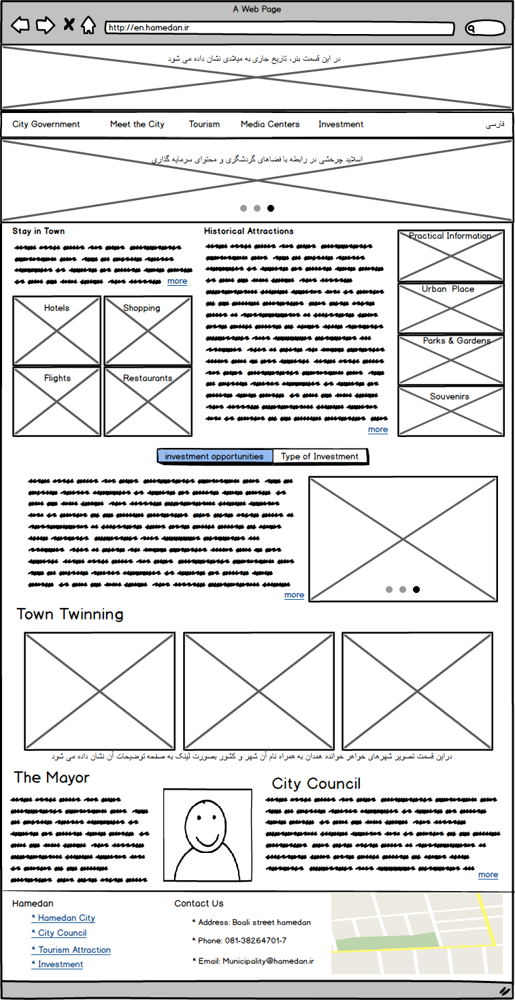 A Web Page
http://en.hamedan.ir
در این قسمت بنر، تاریخ جاری به میلادی نشان داده می شود
City Government Meet the City Tourism Media Centers Investment فارسی
اسلاید چرخشی در رابطه با فضاهای گردشگری و محتوای سرمایه گذاری
Stay in Town
more
Hotels Shopping
Flights Restaurants
Historical Attractions
more
Practical Information
Urban Place
Parks & Gardens
Souvenirs
investment opportunities Type of Investment
more
Town Twinning
دراین قسمت تصویر شهرهای خواهر خوانده همدان به همراه نام آن شهر و کشور بصورت لینک به صفحه توضیحات آن نشان داده می شود
The Mayor
City Council
more
Hamedan
* Hamedan City
* City Council
* Tourism Attraction
* Investment
Contact Us
* Address: Boali street hamedan
* Phone: 081-38264701-7
* Email: Municipality@hamedan.ir